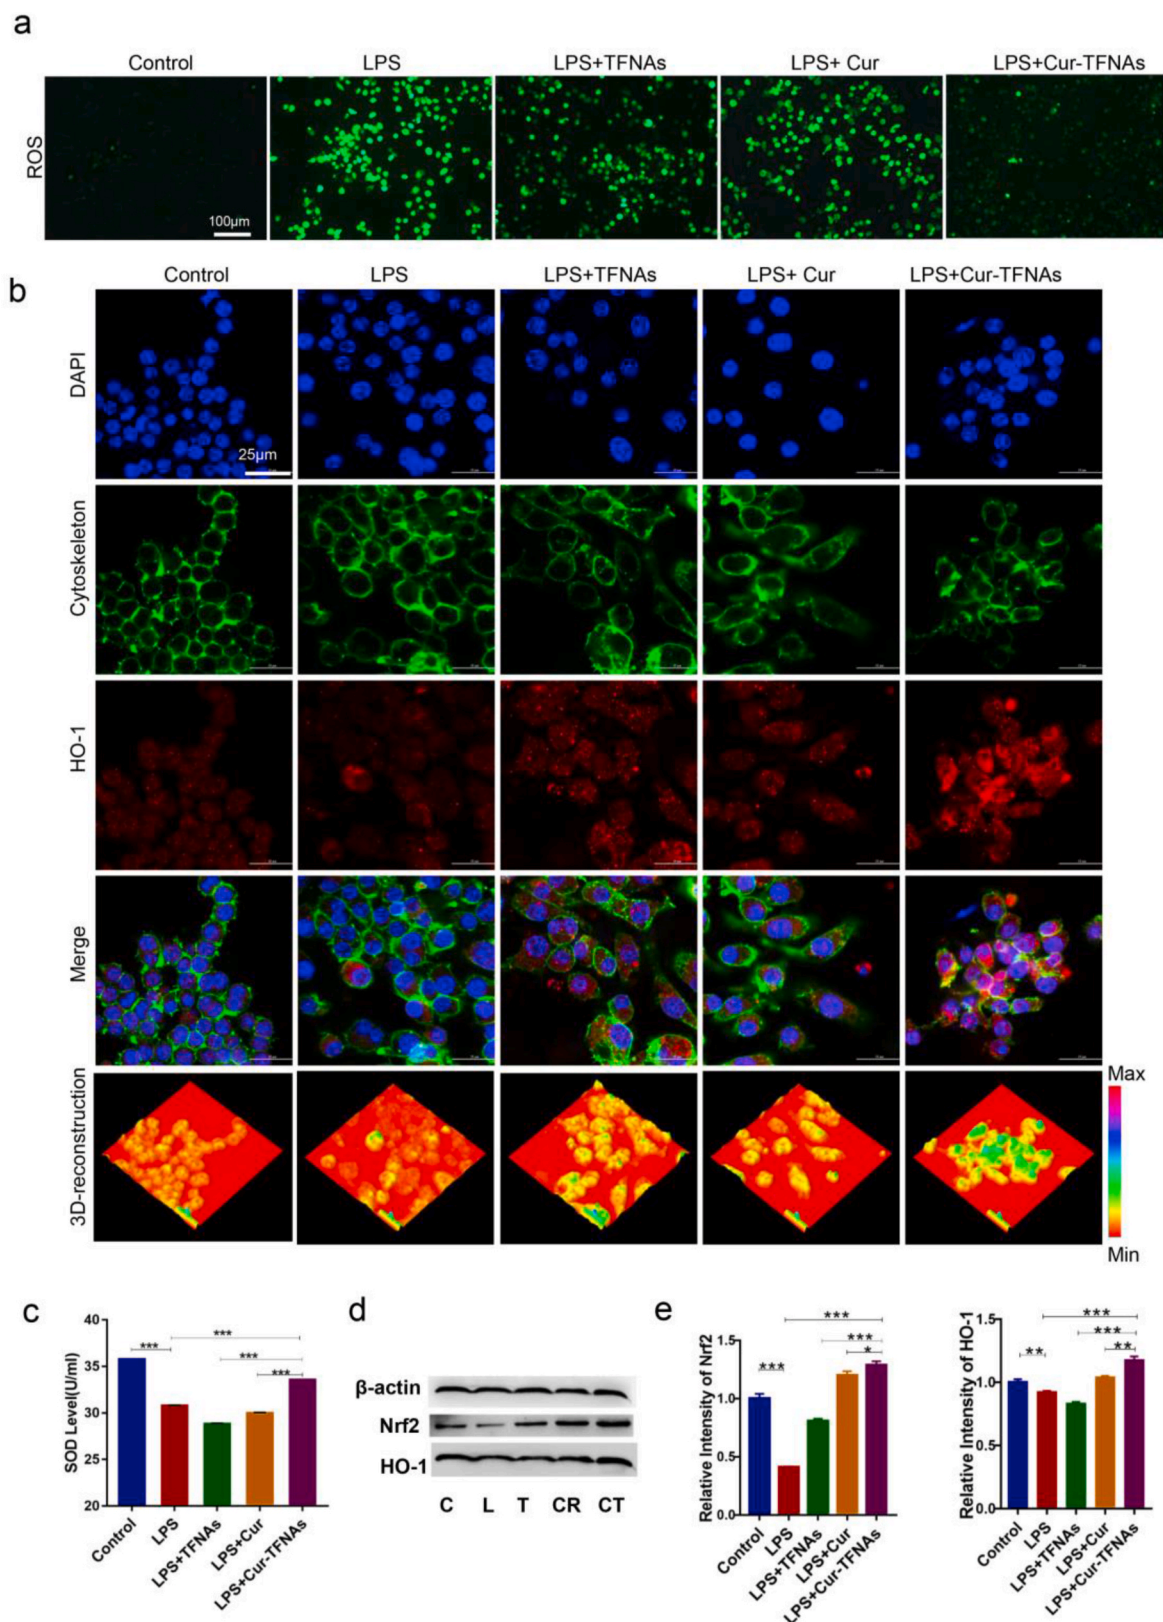 a
Control LPS LPS+TFNAs LPS+ Cur LPS+Cur-TFNAs
ROS
100μm
b
Control LPS LPS+TFNAs LPS+ Cur LPS+Cur-TFNAs
DAPI
25μm
Cytoskeleton
HO-1
Merge
3D-reconstruction
Max
Min
c
SOD Level(U/ml)
40
35
30
25
20
*** *** *** ***
Control LPS LPS+TFNAs LPS+Cur LPS+Cur-TFNAs
d
β-actin
Nrf2
HO-1
C L T CR CT
e
Relative Intensity of Nrf2
1.5
1.0
0.5
0.0
*** *** *** *
Control LPS LPS+TFNAs LPS+Cur LPS+Cur-TFNAs
Relative Intensity of HO-1
1.5
1.0
0.5
0.0
** *** *** **
Control LPS LPS+TFNAs LPS+Cur LPS+Cur-TFNAs